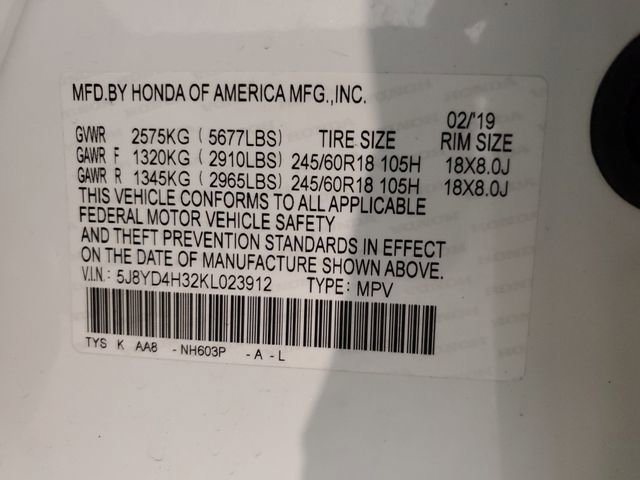 MFD.BY HONDA OF AMERICA MFG.,INC.
02/'19
GVWR 2575KG (5677LBS) TIRE SIZE RIM SIZE
GAWR F 1320KG (2910LBS) 245/60R18 105H 18X8.0J
GAWR R 1345KG (2965LBS) 245/60R18 105H 18X8.0J
THIS VEHICLE CONFORMS TO ALL APPLICABLE
FEDERAL MOTOR VEHICLE SAFETY
AND THEFT PREVENTION STANDARDS IN EFFECT
ON THE DATE OF MANUFACTURE SHOWN ABOVE.
V.I.N.: 5J8YD4H32KL023912 TYPE: MPV
TYS K AA8 -NH603P -A-L